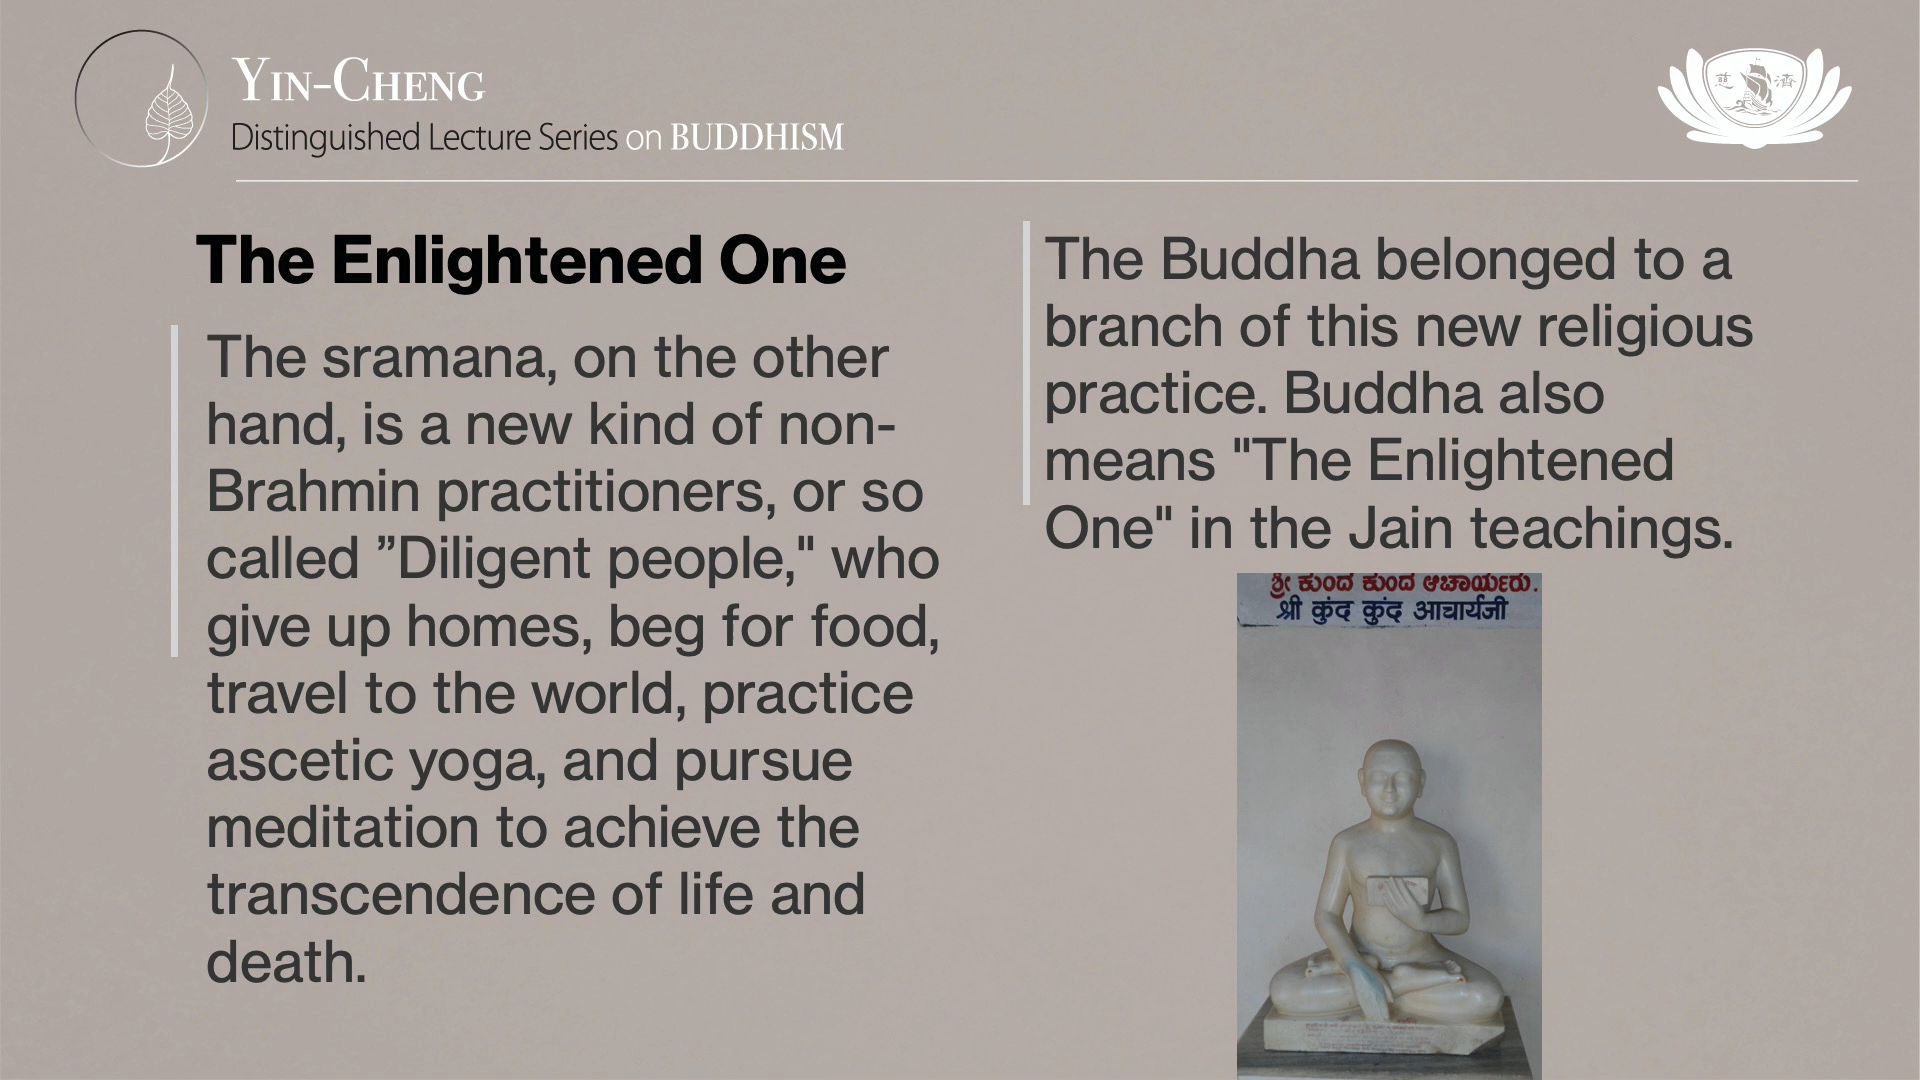 YIN-CHENG
Distinguished Lecture Series on BUDDHISM
慈 濟
The Enlightened One
The sramana, on the other
hand, is a new kind of non-
Brahmin practitioners, or so
called ”Diligent people," who
give up homes, beg for food,
travel to the world, practice
ascetic yoga, and pursue
meditation to achieve the
transcendence of life and
death.
The Buddha belonged to a
branch of this new religious
practice. Buddha also
means "The Enlightened
One" in the Jain teachings.
ಶ್ರೀ ಕುಂದ ಕುಂದ ಆಚಾರ್ಯರು.
श्री कुंद कुंद आचार्यजी